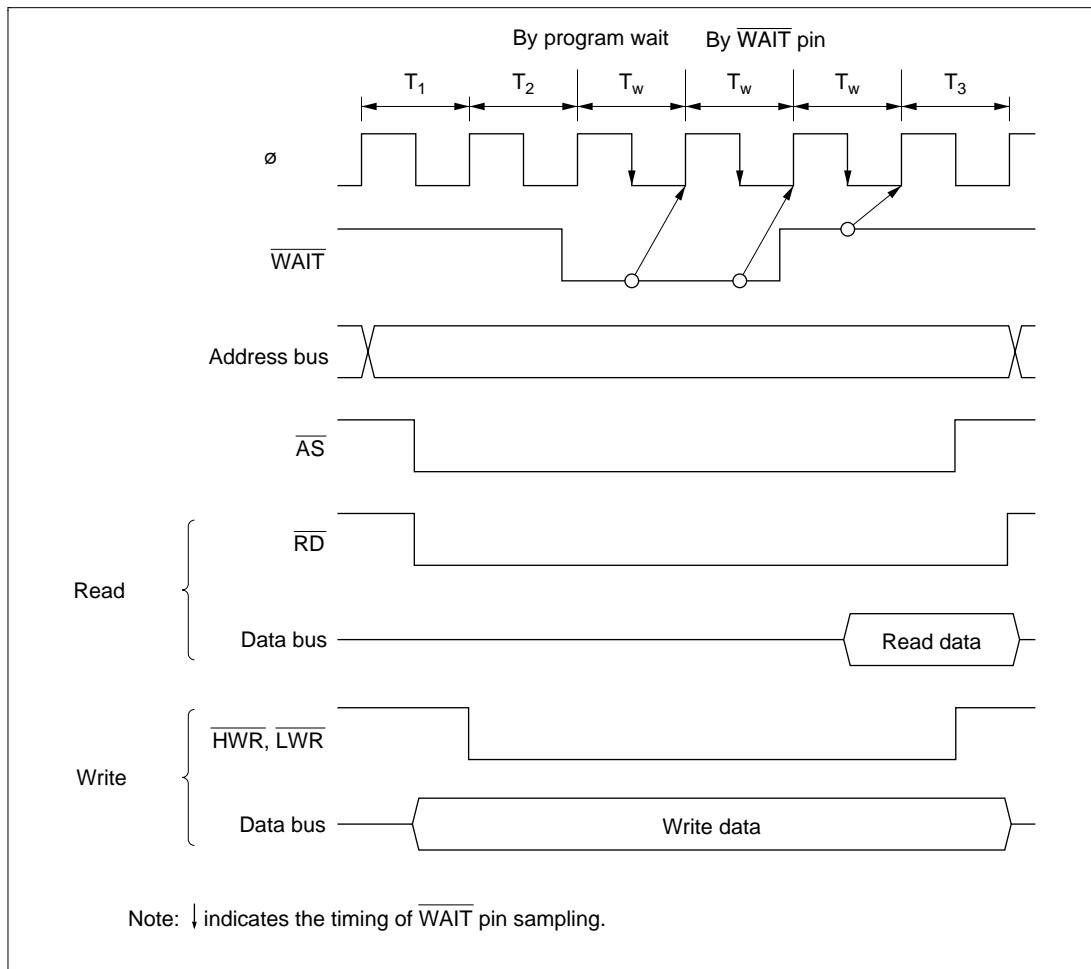 By program wait By WAIT pin
T1 T2 Tw Tw Tw T3
ø
WAIT
Address bus
AS
RD
Read
Data bus Read data
HWR, LWR
Write
Data bus Write data
Note: ↓ indicates the timing of WAIT pin sampling.